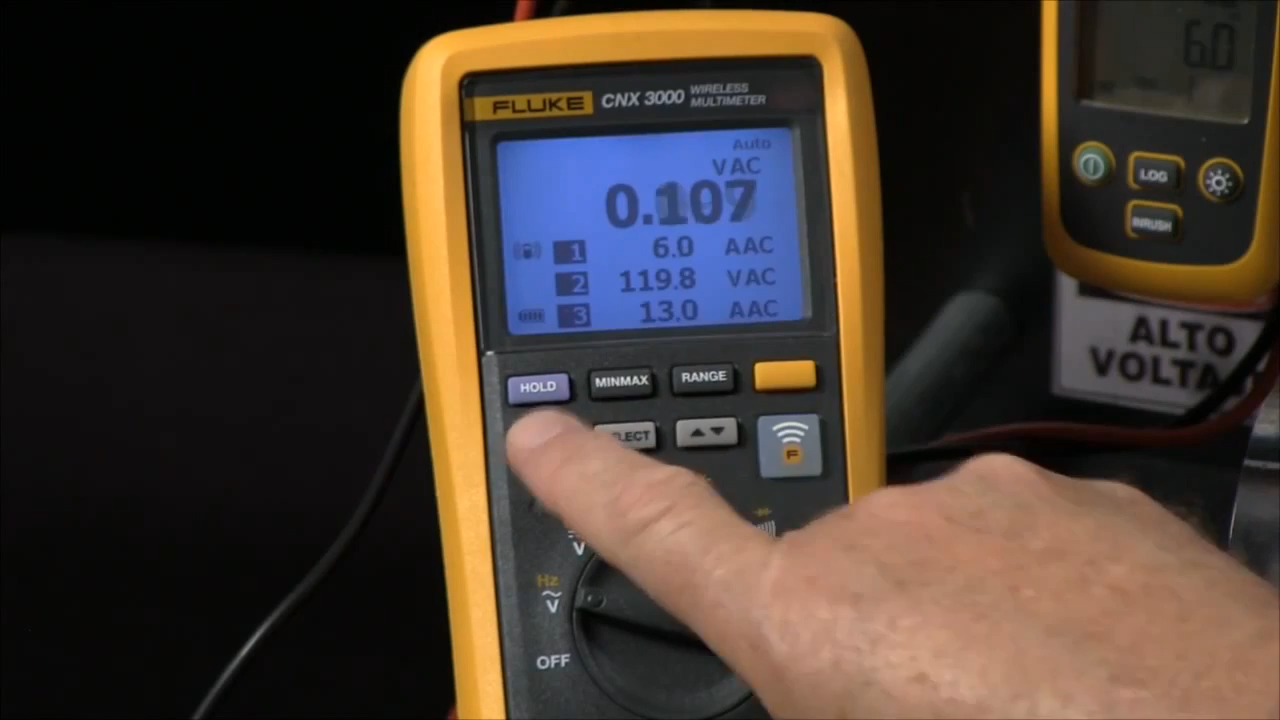 FLUKE CNX 3000 WIRELESS MULTIMETER
Auto
VAC
0.107
1 6.0 AAC
2 119.8 VAC
3 13.0 AAC
HOLD MINMAX RANGE
F
V
Hz
V
OFF
6.0
LOG
INRUSH
ALTO
VOLTA